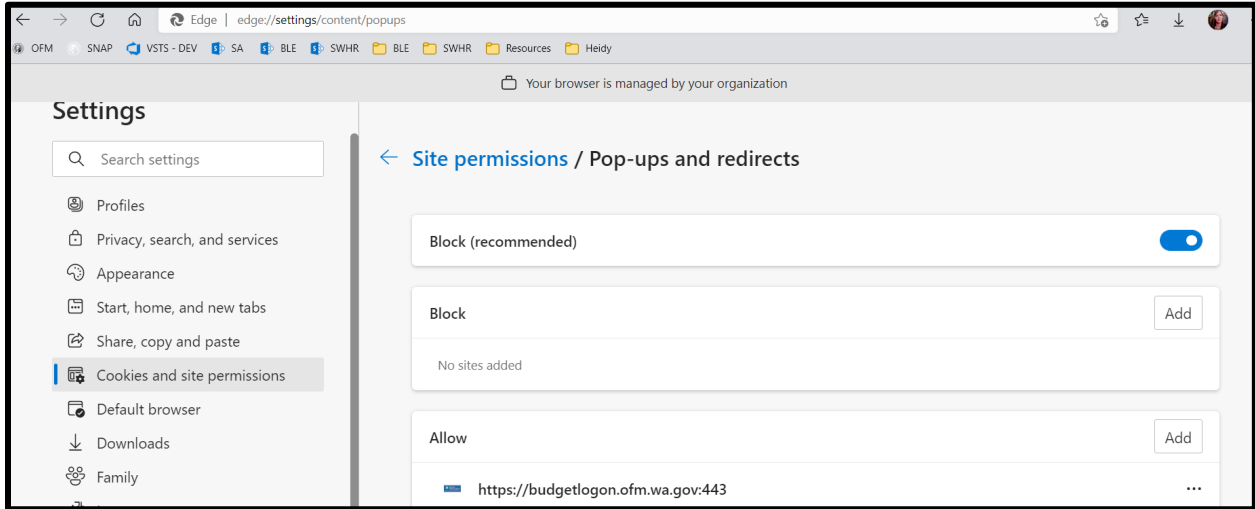 Edge | edge://settings/content/popups
OFM SNAP VSTS - DEV SA BLE SWHR BLE SWHR Resources Heidy
Your browser is managed by your organization
Settings
Search settings
Profiles
Privacy, search, and services
Appearance
Start, home, and new tabs
Share, copy and paste
Cookies and site permissions
Default browser
Downloads
Family
Site permissions / Pop-ups and redirects
Block (recommended)
Block Add
No sites added
Allow Add
https://budgetlogon.ofm.wa.gov:443